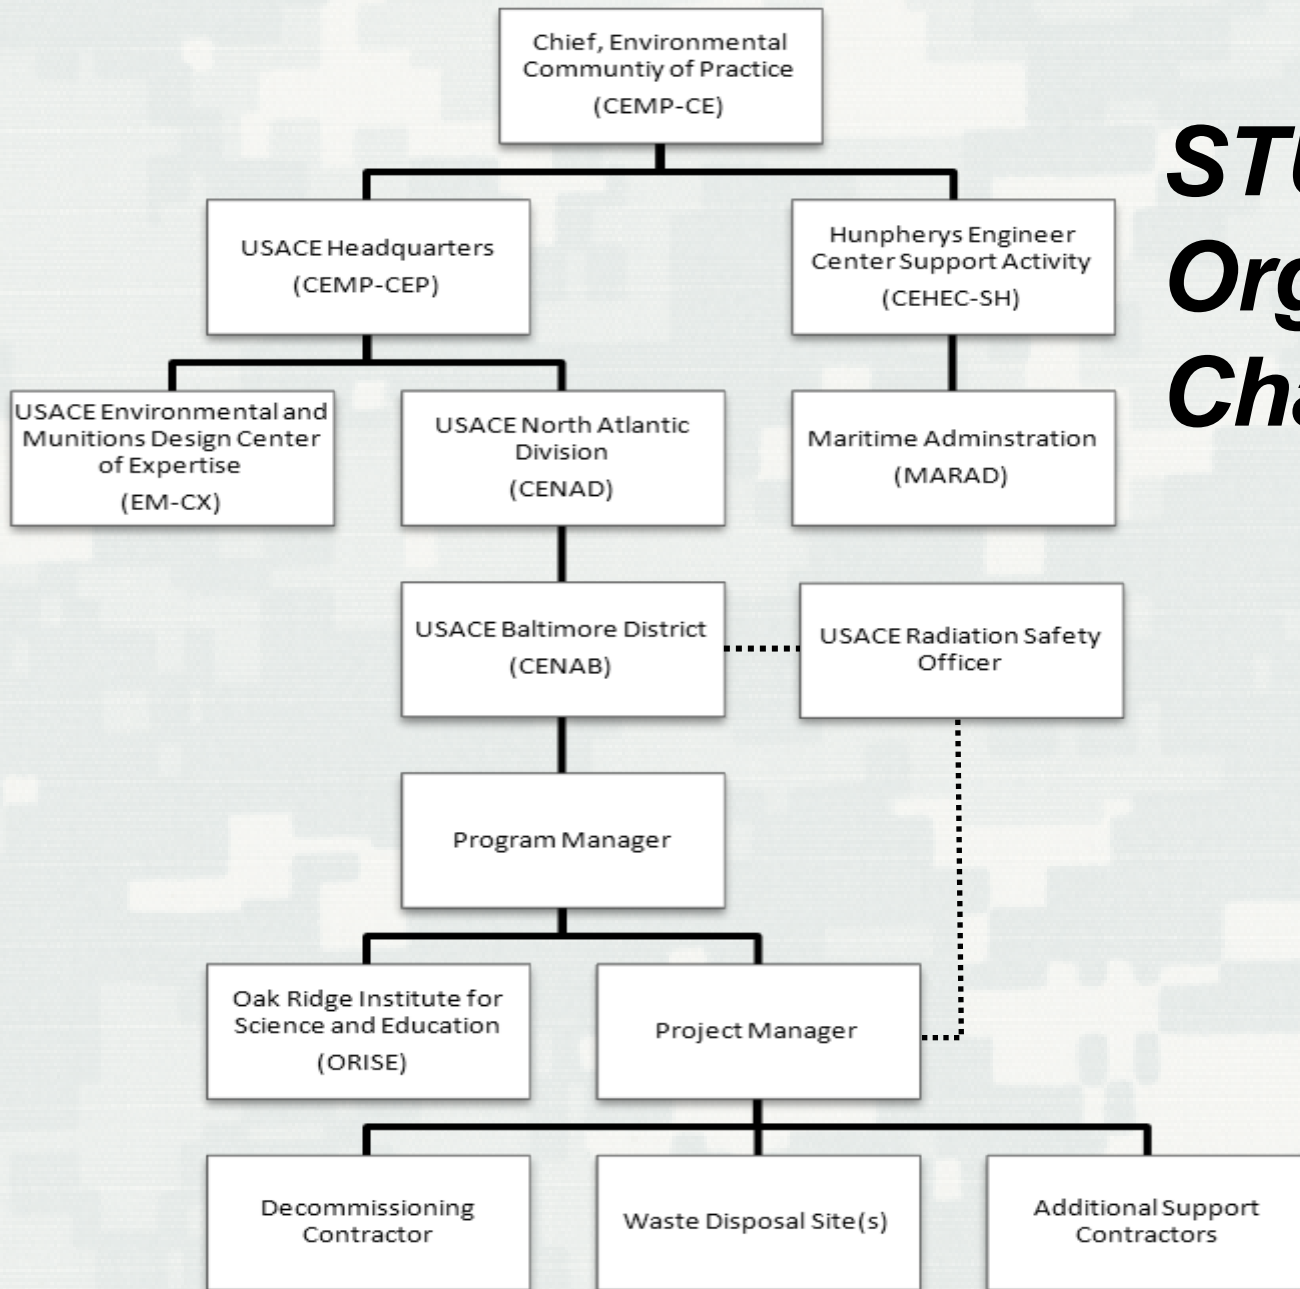 Chief, Environmental
Communtiy of Practice
(CEMP-CE)
STU
Org
Cha
USACE Headquarters
(CEMP-CEP)
Hunpherys Engineer
Center Support Activity
(CEHEC-SH)
USACE Environmental and
Munitions Design Center
of Expertise
(EM-CX)
USACE North Atlantic
Division
(CENAD)
Maritime Adminstration
(MARAD)
USACE Baltimore District
(CENAB)
USACE Radiation Safety
Officer
Program Manager
Oak Ridge Institute for
Science and Education
(ORISE)
Project Manager
Decommissioning
Contractor
Waste Disposal Site(s)
Additional Support
Contractors